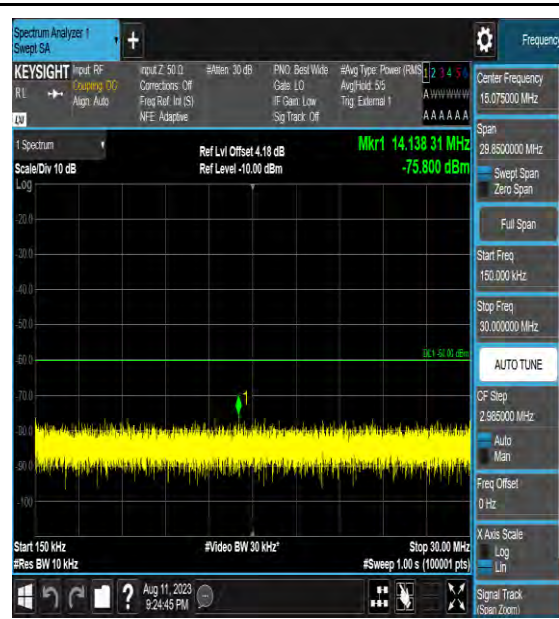 Spectrum Analyzer 1
Swept SA
Frequency
KEYSIGHT Input: RF
RL
Coupling: DC
Align: Auto
LW
Input Z: 50 Ω
Corrections: Off
Freq Ref: Int (S)
NFE: Adaptive
#Atten: 30 dB
PNO: Best Wide
Gate: LO
IF Gain: Low
Sig Track: Off
#Avg Type: Power (RMS
Avg|Hold: 5/5
Trig: External 1
1 2 3 4 5 6
A W W W W W
A A A A A A
Center Frequency
15.075000 MHz
Span
29.8500000 MHz
Swept Span
Zero Span
Full Span
Start Freq
150.000 kHz
Stop Freq
30.000000 MHz
AUTO TUNE
CF Step
2.985000 MHz
Auto
Man
Freq Offset
0 Hz
X Axis Scale
Log
Lin
Signal Track
(Span Zoom)
1 Spectrum
Scale/Div 10 dB
Ref Lvl Offset 4.18 dB
Ref Level -10.00 dBm
Mkr1 14.138 31 MHz
-75.800 dBm
Log
-20.0
-30.0
-40.0
-50.0
-60.0
DL1 -60.00 dBm
-70.0
1
-80.0
-90.0
-100
Start 150 kHz
#Res BW 10 kHz
#Video BW 30 kHz*
Stop 30.00 MHz
#Sweep 1.00 s (100001 pts)
?
Aug 11, 2023
9:24:45 PM